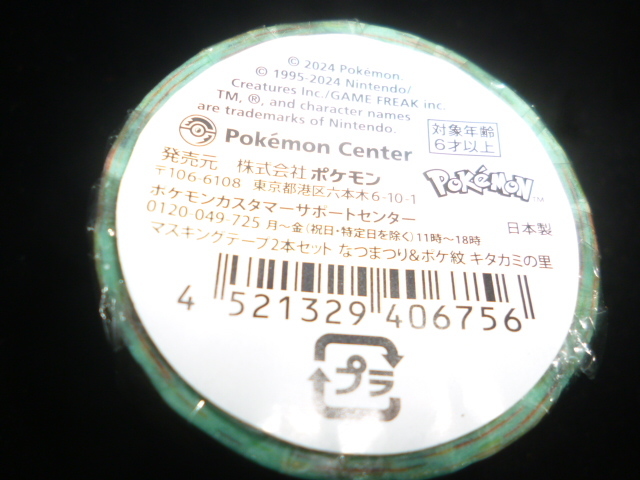 © 2024 Pokémon.
© 1995-2024 Nintendo/
Creatures Inc./GAME FREAK inc.
TM, ®, and character names
are trademarks of Nintendo.
Pokémon Center
対象年齢
6才以上
発売元 株式会社ポケモン
〒106-6108 東京都港区六本木6-10-1
POKÉMON
TM
ポケモンカスタマーサポートセンター
日本製
0120-049-725 月~金(祝日・特定日を除く)11時~18時
マスキングテープ2本セット なつまつり&ポケ紋 キタカミの里
4 521329 406756
プラ